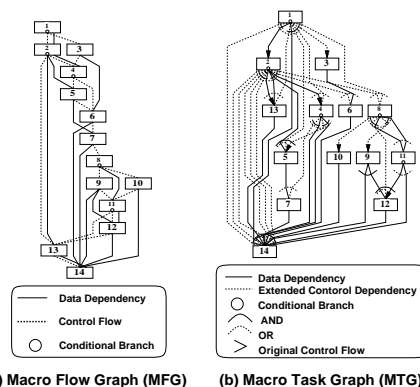 1
2
3
4
5
6
7
8
9
10
11
12
13
14
Data Dependency
Control Flow
Conditional Branch
) Macro Flow Graph (MFG)
1
2
3
13
4
6
8
5
10
9
11
7
12
14
Data Dependency
Extended Contorol Dependency
Conditional Branch
AND
OR
Original Control Flow
(b) Macro Task Graph (MTG)